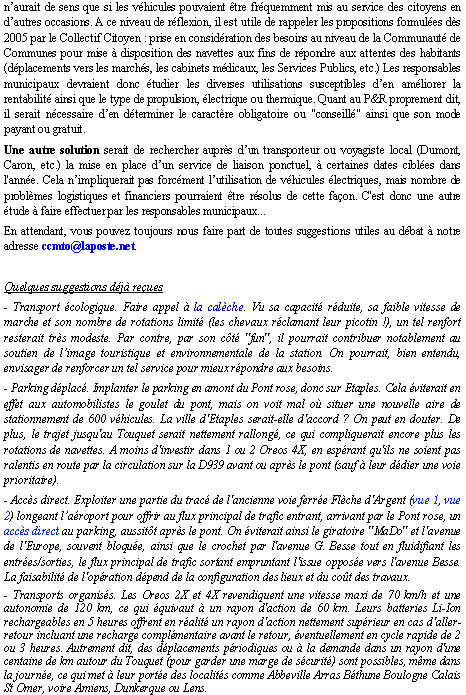 n'aurait de sens que si les véhicules pouvaient être fréquemment mis au service des citoyens en
d'autres occasions. A ce niveau de réflexion, il est utile de rappeler les propositions formulées dès
2005 par le Collectif Citoyen : prise en considération des besoins au niveau de la Communauté de
Communes pour mise à disposition des navettes aux fins de répondre aux attentes des habitants
(déplacements vers les marchés, les cabinets médicaux, les Services Publics, etc.) Les responsables
municipaux devraient donc étudier les diverses utilisations susceptibles d'en améliorer la
rentabilité ainsi que le type de propulsion, électrique ou thermique. Quant au P&R proprement dit,
il serait nécessaire d'en déterminer le caractère obligatoire ou "conseillé" ainsi que son mode
payant ou gratuit.
Une autre solution serait de rechercher auprès d'un transporteur ou voyagiste local (Dumont,
Caron, etc.) la mise en place d'un service de liaison ponctuel, à certaines dates ciblées dans
l'année. Cela n'impliquerait pas forcément l'utilisation de véhicules électriques, mais nombre de
problèmes logistiques et financiers pourraient être résolus de cette façon. C'est donc une autre
étude à faire effectuer par les responsables municipaux...
En attendant, vous pouvez toujours nous faire part de toutes suggestions utiles au débat à notre
adresse ccmto@laposte.net.
Quelques suggestions déjà reçues
- Transport écologique. Faire appel à la calèche. Vu sa capacité réduite, sa faible vitesse de
marche et son nombre de rotations limité (les chevaux réclamant leur picotin !), un tel renfort
resterait très modeste. Par contre, par son côté "fun", il pourrait contribuer notablement au
soutien de l'image touristique et environnementale de la station. On pourrait, bien entendu,
envisager de renforcer un tel service pour mieux répondre aux besoins.
- Parking déplacé. Implanter le parking en amont du Pont rose, donc sur Etaples. Cela éviterait en
effet aux automobilistes le goulet du pont, mais on voit mal où situer une nouvelle aire de
stationnement de 600 véhicules. La ville d'Etaples serait-elle d'accord ? On peut en douter. De
plus, le trajet jusqu'au Touquet serait nettement rallongé, ce qui compliquerait encore plus les
rotations de navettes. A moins d'investir dans 1 ou 2 Oreos 4X, en espérant qu'ils ne soient pas
ralentis en route par la circulation sur la D939 avant ou après le pont (sauf à leur dédier une voie
prioritaire).
- Accès direct. Exploiter une partie du tracé de l'ancienne voie ferrée Flèche d'Argent (vue 1, vue
2) longeant l'aéroport pour offrir au flux principal de trafic entrant, arrivant par le Pont rose, un
accès direct au parking, aussitôt après le pont. On éviterait ainsi le giratoire "MaDo" et l'avenue
de l'Europe, souvent bloquée, ainsi que le crochet par l'avenue G. Besse tout en fluidifiant les
entrées/sorties, le flux principal de trafic sortant empruntant l'issue opposée vers l'avenue Besse.
La faisabilité de l'opération dépend de la configuration des lieux et du coût des travaux.
- Transports organisés. Les Oreos 2X et 4X revendiquent une vitesse maxi de 70 km/h et une
autonomie de 120 km, ce qui équivaut à un rayon d'action de 60 km. Leurs batteries Li-Ion
rechargeables en 5 heures offrent en réalité un rayon d'action nettement supérieur en cas d'aller-
retour incluant une recharge complémentaire avant le retour, éventuellement en cycle rapide de 2
ou 3 heures. Autrement dit, des déplacements périodiques ou à la demande dans un rayon d'une
centaine de km autour du Touquet (pour garder une marge de sécurité) sont possibles, même dans
la journée, ce qui met à leur portée des localités comme Abbeville Arras Béthune Boulogne Calais
St Omer, voire Amiens, Dunkerque ou Lens.